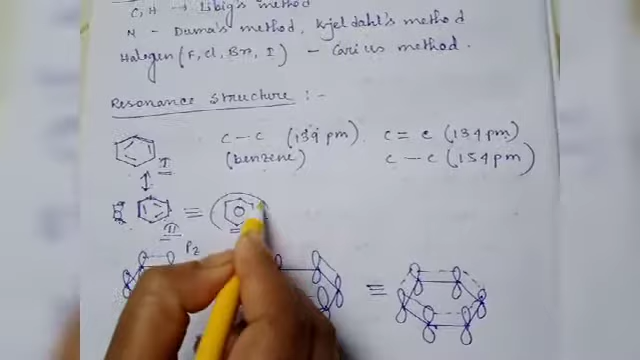 C, H → Libig's method
N - Duma's method, Kjeldahl's method
Halogen (F, Cl, Br, I) - Carius method.
Resonance structure :-
C-C (139 pm) C = C (134 pm)
(benzene) C-C (154 pm)
I
≡
II
P2
≡